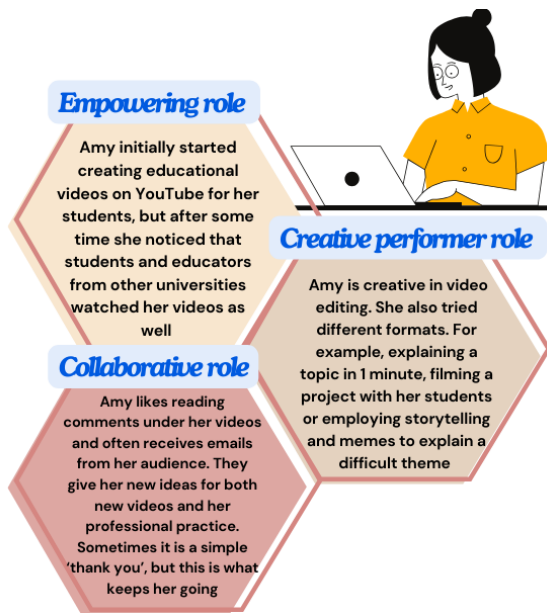 Empowering role
Amy initially started
creating educational
videos on YouTube for her
students, but after some
time she noticed that
students and educators
from other universities
watched her videos as
well
Creative performer role
Amy is creative in video
editing. She also tried
different formats. For
example, explaining a
topic in 1 minute, filming a
project with her students
or employing storytelling
and memes to explain a
difficult theme
Collaborative role
Amy likes reading
comments under her videos
and often receives emails
from her audience. They
give her new ideas for both
new videos and her
professional practice.
Sometimes it is a simple
'thank you', but this is what
keeps her going